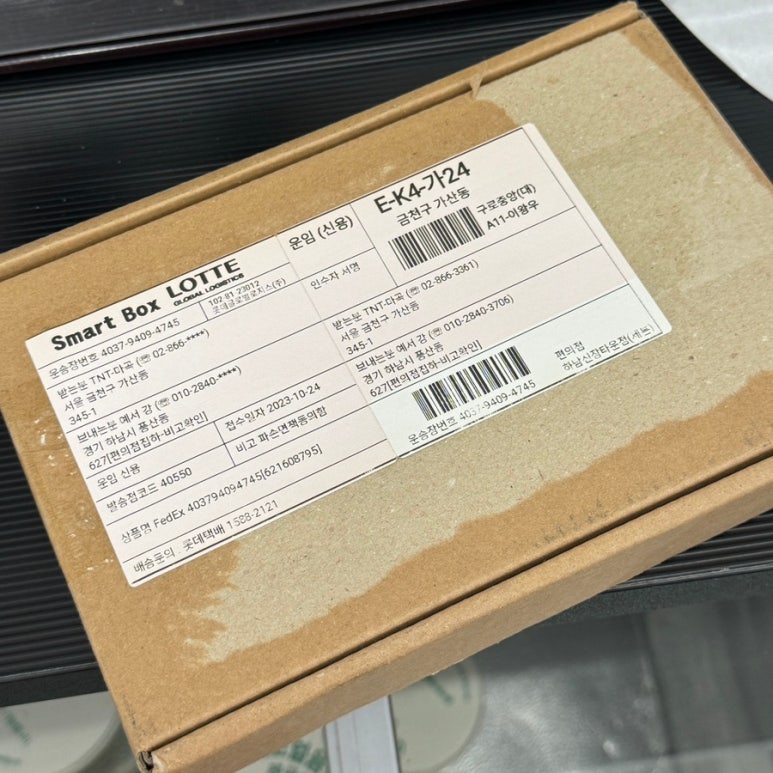 Smart Box LOTTE
GLOBAL LOGISTICS
102-81-23012
롯데글로벌로지스(주)
운송장번호 4037-9409-4745
받는분 TNT-다곡 (☏ 02-866-****)
서울 금천구 가산동
345-1
보내는분 예서 강 (☏ 010-2840-****)
경기 하남시 풍산동
627[편의점집하-비고확인]
운임 신용
접수일자 2023-10-24
발송점코드 40550
비고 파손면책동의함
상품명 FedEx 403794094745[621608795]
배송문의 : 롯데택배 1588-2121
운임 (신용)
E-K4-가24
금천구 가산동
인수자 서명
구로중앙(대)
A11-이왕우
받는분 TNT-다곡 (☏ 02-866-3361)
서울 금천구 가산동
345-1
보내는분 예서 강 (☏ 010-2840-3706)
경기 하남시 풍산동
627[편의점집하-비고확인]
운송장번호 4037-9409-4745
편의점
하남신장타운점(세븐)